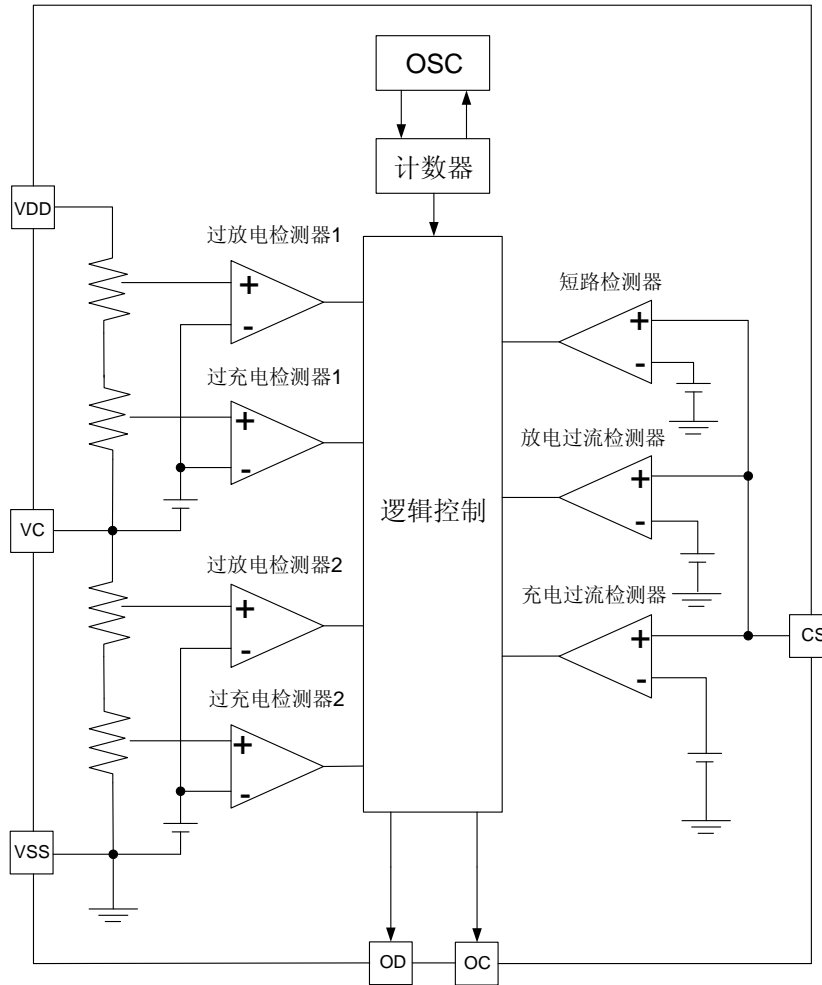 OSC
计数器
VDD
过放电检测器1
+
-
短路检测器
+
-
过充电检测器1
+
-
放电过流检测器
+
-
逻辑控制
VC
过放电检测器2
+
-
充电过流检测器
+
-
CS
过充电检测器2
+
-
VSS
OD
OC